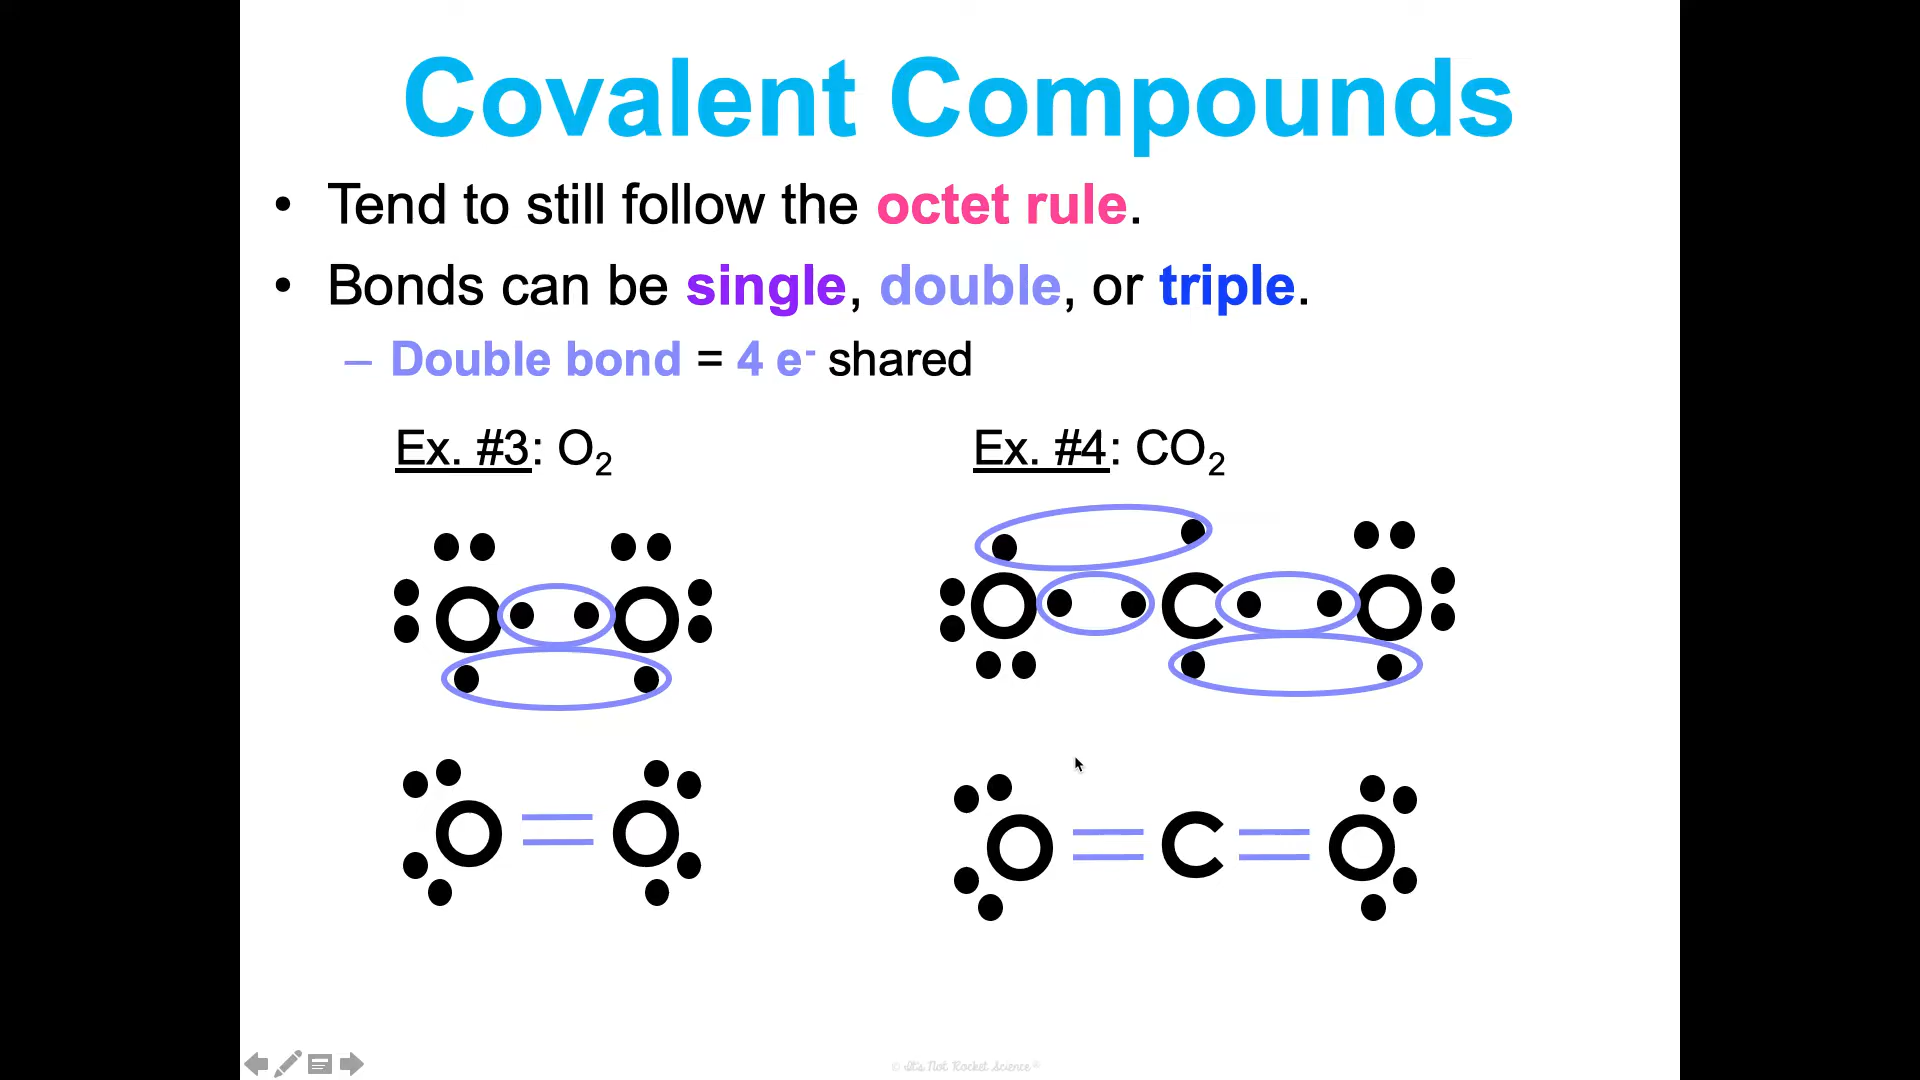 Covalent Compounds
• Tend to still follow the octet rule.
• Bonds can be single, double, or triple.
– Double bond = 4 e⁻ shared
Ex. #3: O₂
Ex. #4: CO₂
O O
O C O
O = O
O = C = O
© It's Not Rocket Science ®